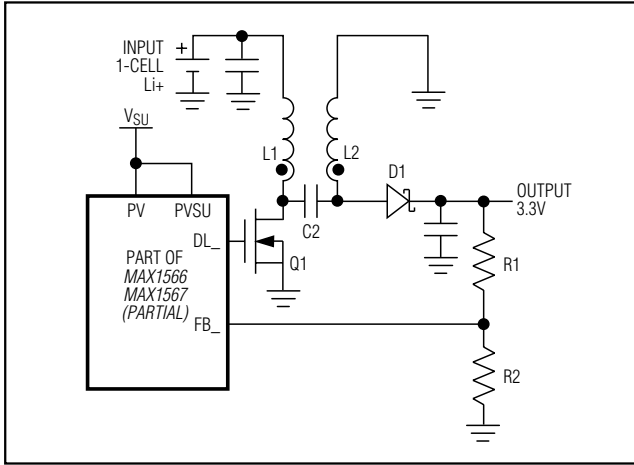 INPUT
1-CELL
Li+
+
VSU
L1
L2
D1
OUTPUT
3.3V
PV
PVSU
C2
DL_
Q1
R1
PART OF
MAX1566
MAX1567
(PARTIAL)
FB_
R2